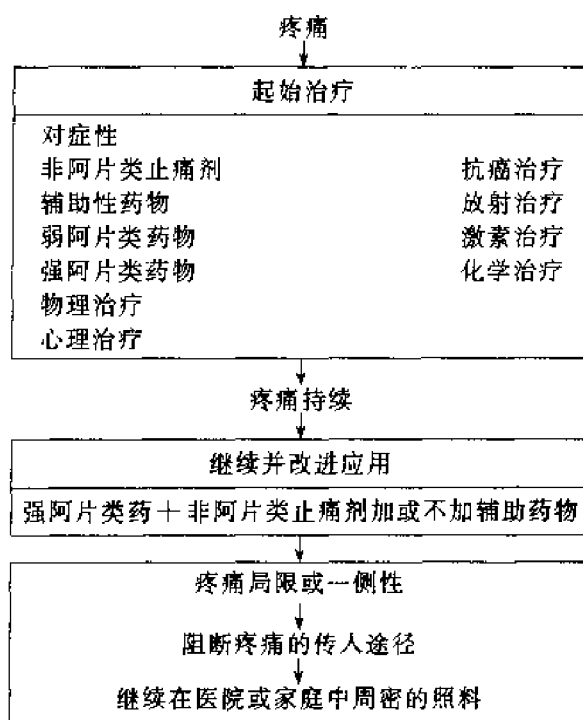 疼痛
起始治疗
对症性
非阿片类止痛剂 抗癌治疗
辅助性药物 放射治疗
弱阿片类药物 激素治疗
强阿片类药物 化学治疗
物理治疗
心理治疗
疼痛持续
继续并改进应用
强阿片类药＋非阿片类止痛剂加或不加辅助药物
疼痛局限或一侧性
阻断疼痛的传人途径
继续在医院或家庭中周密的照料